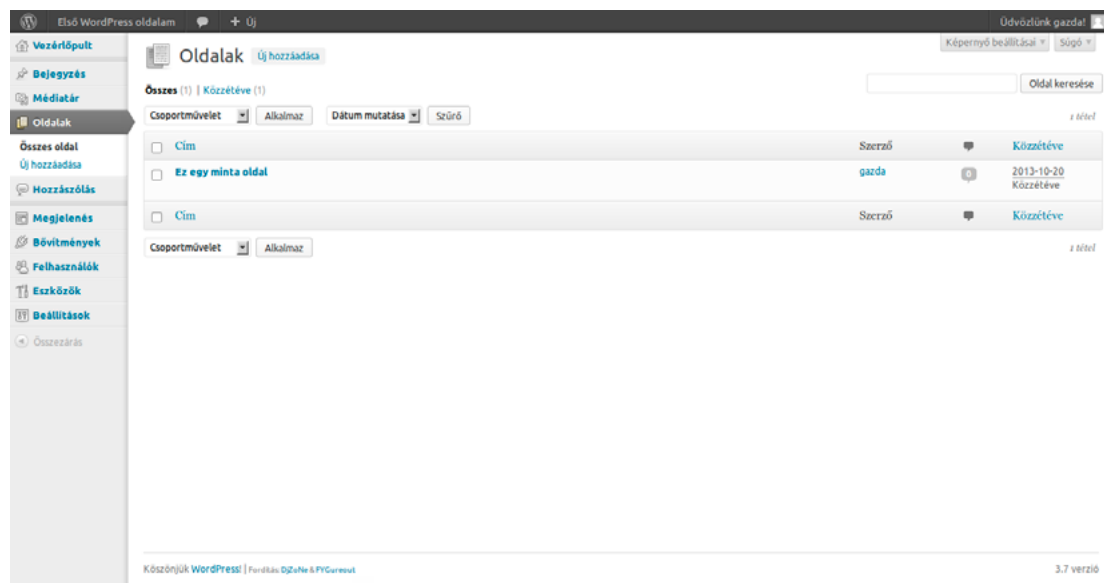 Első WordPress oldalam + Új Üdvözlünk gazda!
Képernyő beállításai Súgó
Vezérlőpult
Bejegyzés
Médiatár
Oldalak
Összes oldal
Új hozzáadása
Hozzászólás
Megjelenés
Bővítmények
Felhasználók
Eszközök
Beállítások
Összezárás
Oldalak Új hozzáadása
Összes (1) | Közzétéve (1)
Oldal keresése
Csoportművelet Alkalmaz Dátum mutatása Szűrő 1 tétel
Cím Szerző Közzétéve
Ez egy minta oldal gazda 0 2013-10-20
Közzétéve
Cím Szerző Közzétéve
Csoportművelet Alkalmaz 1 tétel
Köszönjük WordPress! | Fordítás: DjZoNe & FYGureout 3.7 verzió